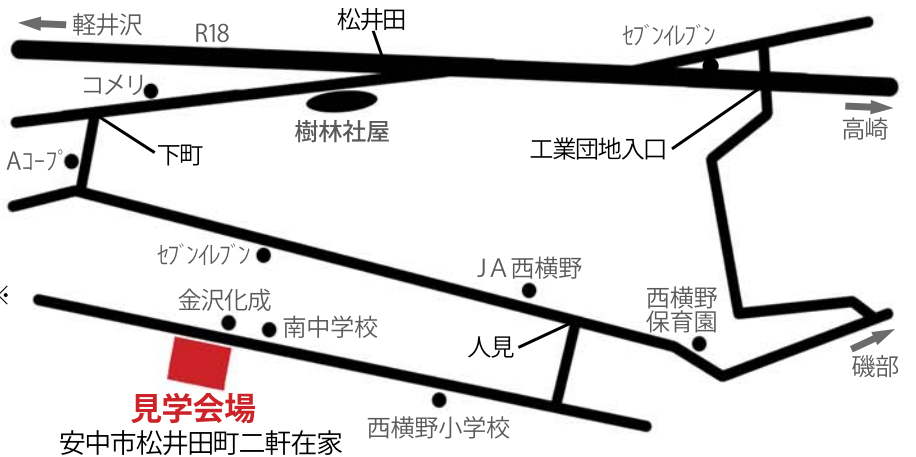 軽井沢
R18
松井田
ｾﾌﾞﾝｲﾚﾌﾞﾝ
コメリ
樹林社屋
高崎
下町
工業団地入口
Aｺｰﾌﾟ
ｾﾌﾞﾝｲﾚﾌﾞﾝ
ＪＡ西横野
※
金沢化成
南中学校
西横野
保育園
人見
磯部
見学会場
西横野小学校
安中市松井田町二軒在家